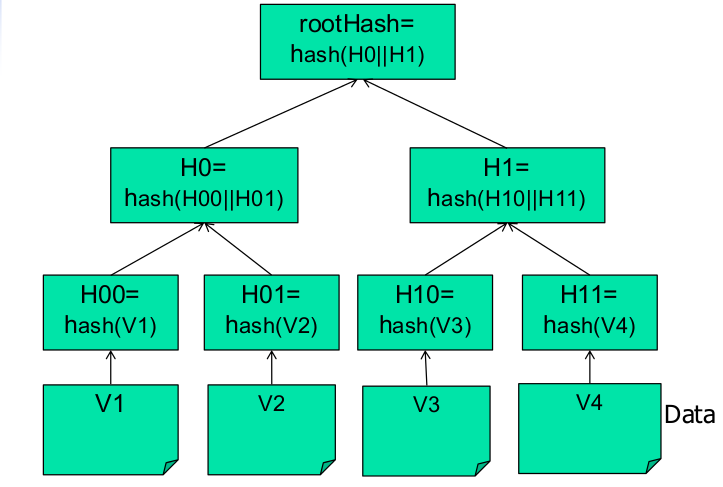 rootHash=
hash(H0||H1)
H0=
hash(H00||H01)
H1=
hash(H10||H11)
H00=
hash(V1)
H01=
hash(V2)
H10=
hash(V3)
H11=
hash(V4)
V1
V2
V3
V4
Data